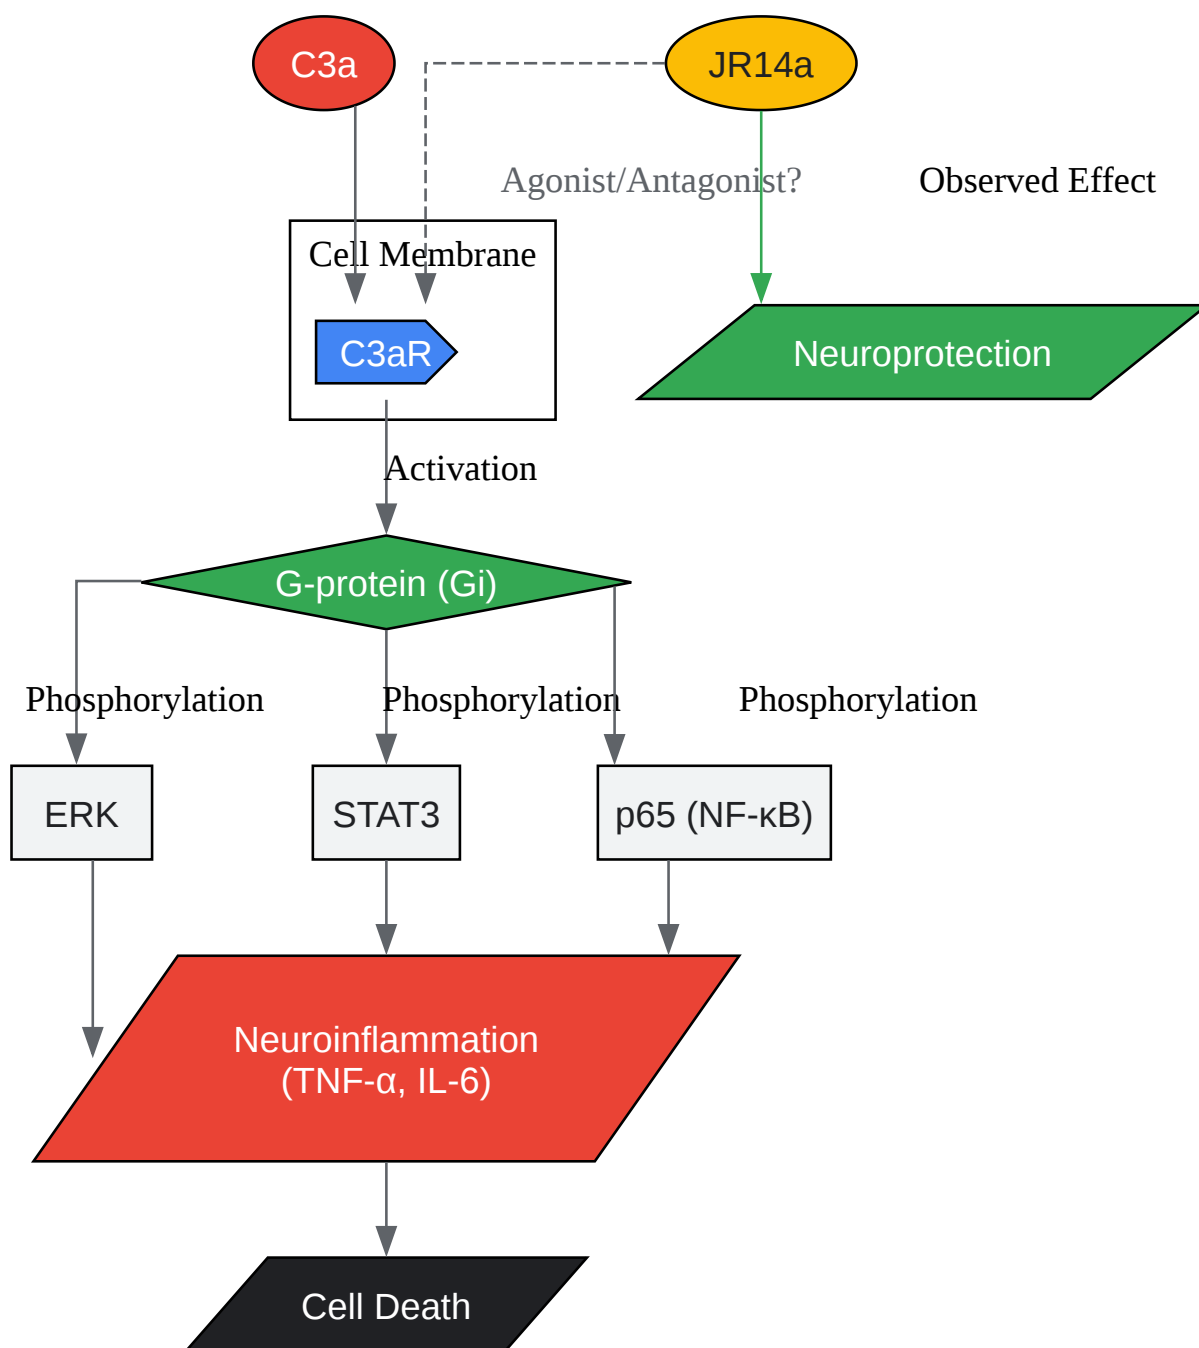 C3a
JR14a
Agonist/Antagonist?
Observed Effect
Cell Membrane
C3aR
Neuroprotection
Activation
G-protein (Gi)
Phosphorylation
Phosphorylation
Phosphorylation
ERK
STAT3
p65 (NF-κB)
Neuroinflammation
(TNF-α, IL-6)
Cell Death